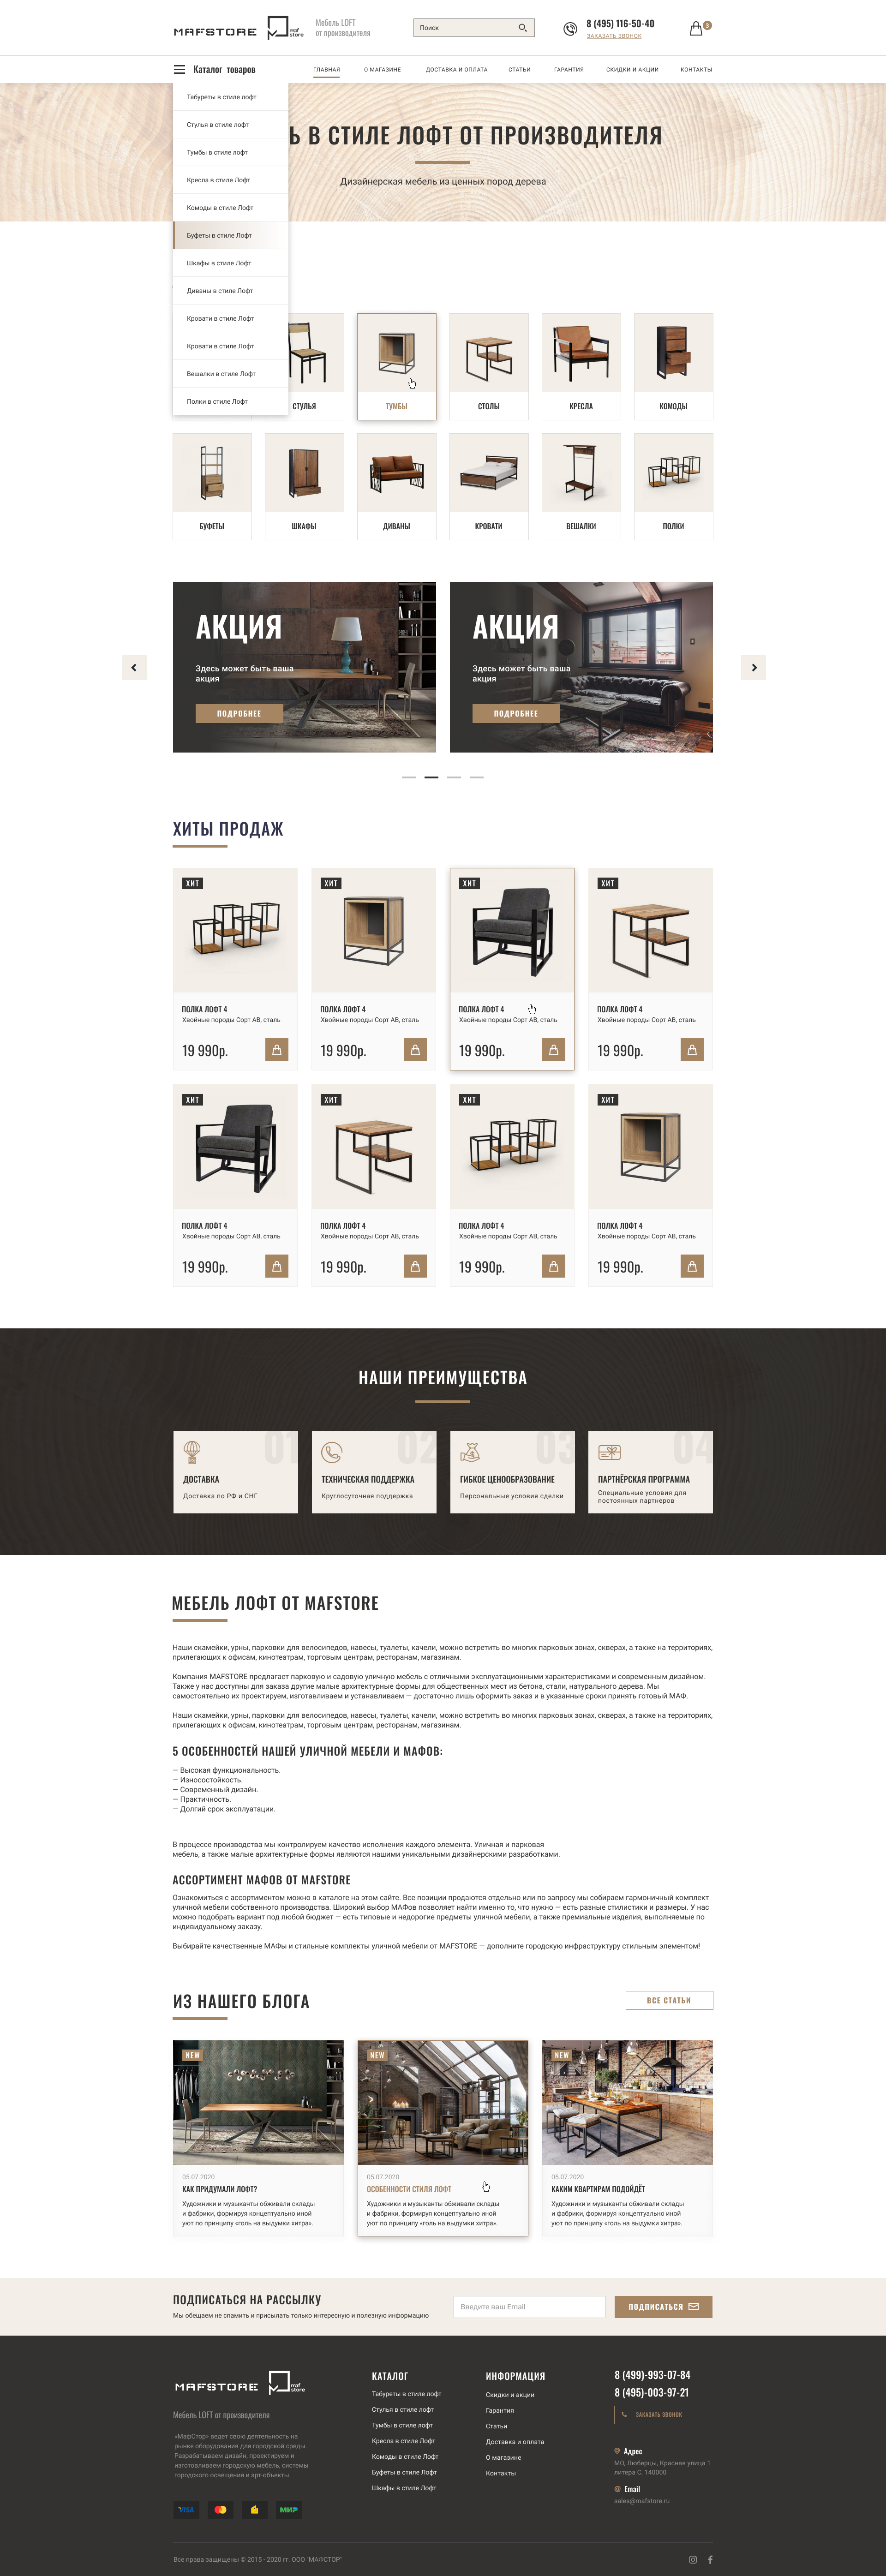 MAFSTORE
maf store
Мебель LOFT
от производителя
Поиск
8 (495) 116-50-40
ЗАКАЗАТЬ ЗВОНОК
3
Каталог товаров
ГЛАВНАЯ О МАГАЗИНЕ ДОСТАВКА И ОПЛАТА СТАТЬИ ГАРАНТИЯ СКИДКИ И АКЦИИ КОНТАКТЫ
Табуреты в стиле лофт
Стулья в стиле лофт
Тумбы в стиле лофт
Кресла в стиле Лофт
Комоды в стиле Лофт
Буфеты в стиле Лофт
Шкафы в стиле Лофт
Диваны в стиле Лофт
Кровати в стиле Лофт
Кровати в стиле Лофт
Вешалки в стиле Лофт
Полки в стиле Лофт
Ь В СТИЛЕ ЛОФТ ОТ ПРОИЗВОДИТЕЛЯ
Дизайнерская мебель из ценных пород дерева
СТУЛЬЯ ТУМБЫ СТОЛЫ КРЕСЛА КОМОДЫ
БУФЕТЫ ШКАФЫ ДИВАНЫ КРОВАТИ ВЕШАЛКИ ПОЛКИ
АКЦИЯ
Здесь может быть ваша
акция
ПОДРОБНЕЕ
АКЦИЯ
Здесь может быть ваша
акция
ПОДРОБНЕЕ
ХИТЫ ПРОДАЖ
ХИТ ХИТ ХИТ ХИТ
ПОЛКА ЛОФТ 4 ПОЛКА ЛОФТ 4 ПОЛКА ЛОФТ 4 ПОЛКА ЛОФТ 4
Хвойные породы Сорт АВ, сталь Хвойные породы Сорт АВ, сталь Хвойные породы Сорт АВ, сталь Хвойные породы Сорт АВ, сталь
19 990р. 19 990р. 19 990р. 19 990р.
ХИТ ХИТ ХИТ ХИТ
ПОЛКА ЛОФТ 4 ПОЛКА ЛОФТ 4 ПОЛКА ЛОФТ 4 ПОЛКА ЛОФТ 4
Хвойные породы Сорт АВ, сталь Хвойные породы Сорт АВ, сталь Хвойные породы Сорт АВ, сталь Хвойные породы Сорт АВ, сталь
19 990р. 19 990р. 19 990р. 19 990р.
НАШИ ПРЕИМУЩЕСТВА
01
ДОСТАВКА
Доставка по РФ и СНГ
02
ТЕХНИЧЕСКАЯ ПОДДЕРЖКА
Круглосуточная поддержка
03
ГИБКОЕ ЦЕНООБРАЗОВАНИЕ
Персональные условия сделки
04
ПАРТНЁРСКАЯ ПРОГРАММА
Специальные условия для
постоянных партнеров
МЕБЕЛЬ ЛОФТ ОТ MAFSTORE
Наши скамейки, урны, парковки для велосипедов, навесы, туалеты, качели, можно встретить во многих парковых зонах, скверах, а также на территориях,
прилегающих к офисам, кинотеатрам, торговым центрам, ресторанам, магазинам.
Компания MAFSTORE предлагает парковую и садовую уличную мебель с отличными эксплуатационными характеристиками и современным дизайном.
Также у нас доступны для заказа другие малые архитектурные формы для общественных мест из бетона, стали, натурального дерева. Мы
самостоятельно их проектируем, изготавливаем и устанавливаем — достаточно лишь оформить заказ и в указанные сроки принять готовый МАФ.
Наши скамейки, урны, парковки для велосипедов, навесы, туалеты, качели, можно встретить во многих парковых зонах, скверах, а также на территориях,
прилегающих к офисам, кинотеатрам, торговым центрам, ресторанам, магазинам.
5 ОСОБЕННОСТЕЙ НАШЕЙ УЛИЧНОЙ МЕБЕЛИ И МАФОВ:
— Высокая функциональность.
— Износостойкость.
— Современный дизайн.
— Практичность.
— Долгий срок эксплуатации.
В процессе производства мы контролируем качество исполнения каждого элемента. Уличная и парковая
мебель, а также малые архитектурные формы являются нашими уникальными дизайнерскими разработками.
АССОРТИМЕНТ МАФОВ ОТ MAFSTORE
Ознакомиться с ассортиментом можно в каталоге на этом сайте. Все позиции продаются отдельно или по запросу мы собираем гармоничный комплект
уличной мебели собственного производства. Широкий выбор МАФов позволяет найти именно то, что нужно — есть разные стилистики и размеры. У нас
можно подобрать вариант под любой бюджет — есть типовые и недорогие предметы уличной мебели, а также премиальные изделия, выполняемые по
индивидуальному заказу.
Выбирайте качественные МАФы и стильные комплекты уличной мебели от MAFSTORE — дополните городскую инфраструктуру стильным элементом!
ИЗ НАШЕГО БЛОГА
ВСЕ СТАТЬИ
NEW
05.07.2020
КАК ПРИДУМАЛИ ЛОФТ?
Художники и музыканты обживали склады
и фабрики, формируя концептуально иной
уют по принципу «голь на выдумки хитра».
NEW
05.07.2020
ОСОБЕННОСТИ СТИЛЯ ЛОФТ
Художники и музыканты обживали склады
и фабрики, формируя концептуально иной
уют по принципу «голь на выдумки хитра».
NEW
05.07.2020
КАКИМ КВАРТИРАМ ПОДОЙДЁТ
Художники и музыканты обживали склады
и фабрики, формируя концептуально иной
уют по принципу «голь на выдумки хитра».
ПОДПИСАТЬСЯ НА РАССЫЛКУ
Мы обещаем не спамить и присылать только интересную и полезную информацию
Введите ваш Email
ПОДПИСАТЬСЯ
MAFSTORE
maf store
Мебель LOFT от производителя
«МафСтор» ведет свою деятельность на
рынке оборудования для городской среды.
Разрабатываем дизайн, проектируем и
изготавливаем городскую мебель, системы
городского освещения и арт-объекты.
VISA
МИР
КАТАЛОГ
Табуреты в стиле лофт
Стулья в стиле лофт
Тумбы в стиле лофт
Кресла в стиле Лофт
Комоды в стиле Лофт
Буфеты в стиле Лофт
Шкафы в стиле Лофт
ИНФОРМАЦИЯ
Скидки и акции
Гарантия
Статьи
Доставка и оплата
О магазине
Контакты
8 (499)-993-07-84
8 (495)-003-97-21
ЗАКАЗАТЬ ЗВОНОК
Адрес
МО, Люберцы, Красная улица 1
литера С, 140000
Email
sales@mafstore.ru
Все права защищены © 2015 - 2020 гг. ООО "МАФСТОР"